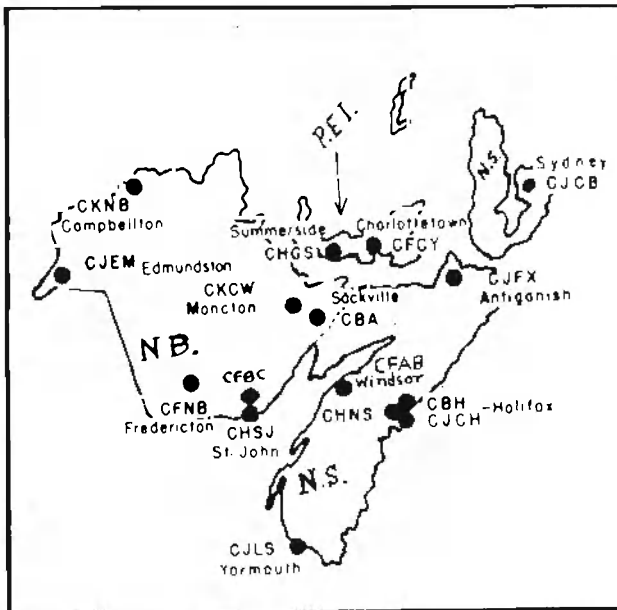 P.E.I.
N.S.
Sydney
CJCB
CKNB
Campbellton
Summerside
CHGS
Charlottetown
CFCY
CJEM Edmundston
CKCW
Moncton
Sackville
CBA
CJFX
Antiganish
N.B.
CFBC
CFAB
Windsor
CFNB
Fredericton
CHSJ
St. John
CHNS
CBH
CJCH-Halifax
N.S.
CJLS
Yarmouth